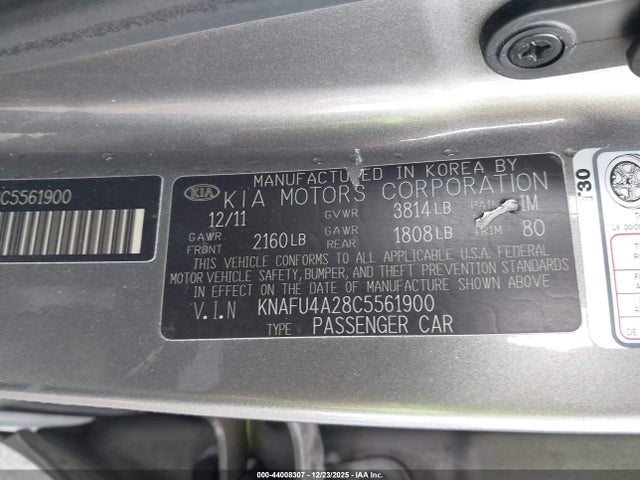 C5561900
KIA
MANUFACTURED IN KOREA BY
KIA MOTORS CORPORATION
12/11 GVWR 3814 LB 1M
GAWR FRONT 2160 LB GAWR REAR 1808 LB TRIM 80
THIS VEHICLE CONFORMS TO ALL APPLICABLE U.S.A. FEDERAL
MOTOR VEHICLE SAFETY, BUMPER, AND THEFT PREVENTION STANDARDS
IN EFFECT ON THE DATE OF MANUFACTURE SHOWN ABOVE
V.I.N KNAFU4A28C5561900
TYPE PASSENGER CAR
T30
000-44008307 - 12/23/2025 - IAA, Inc.